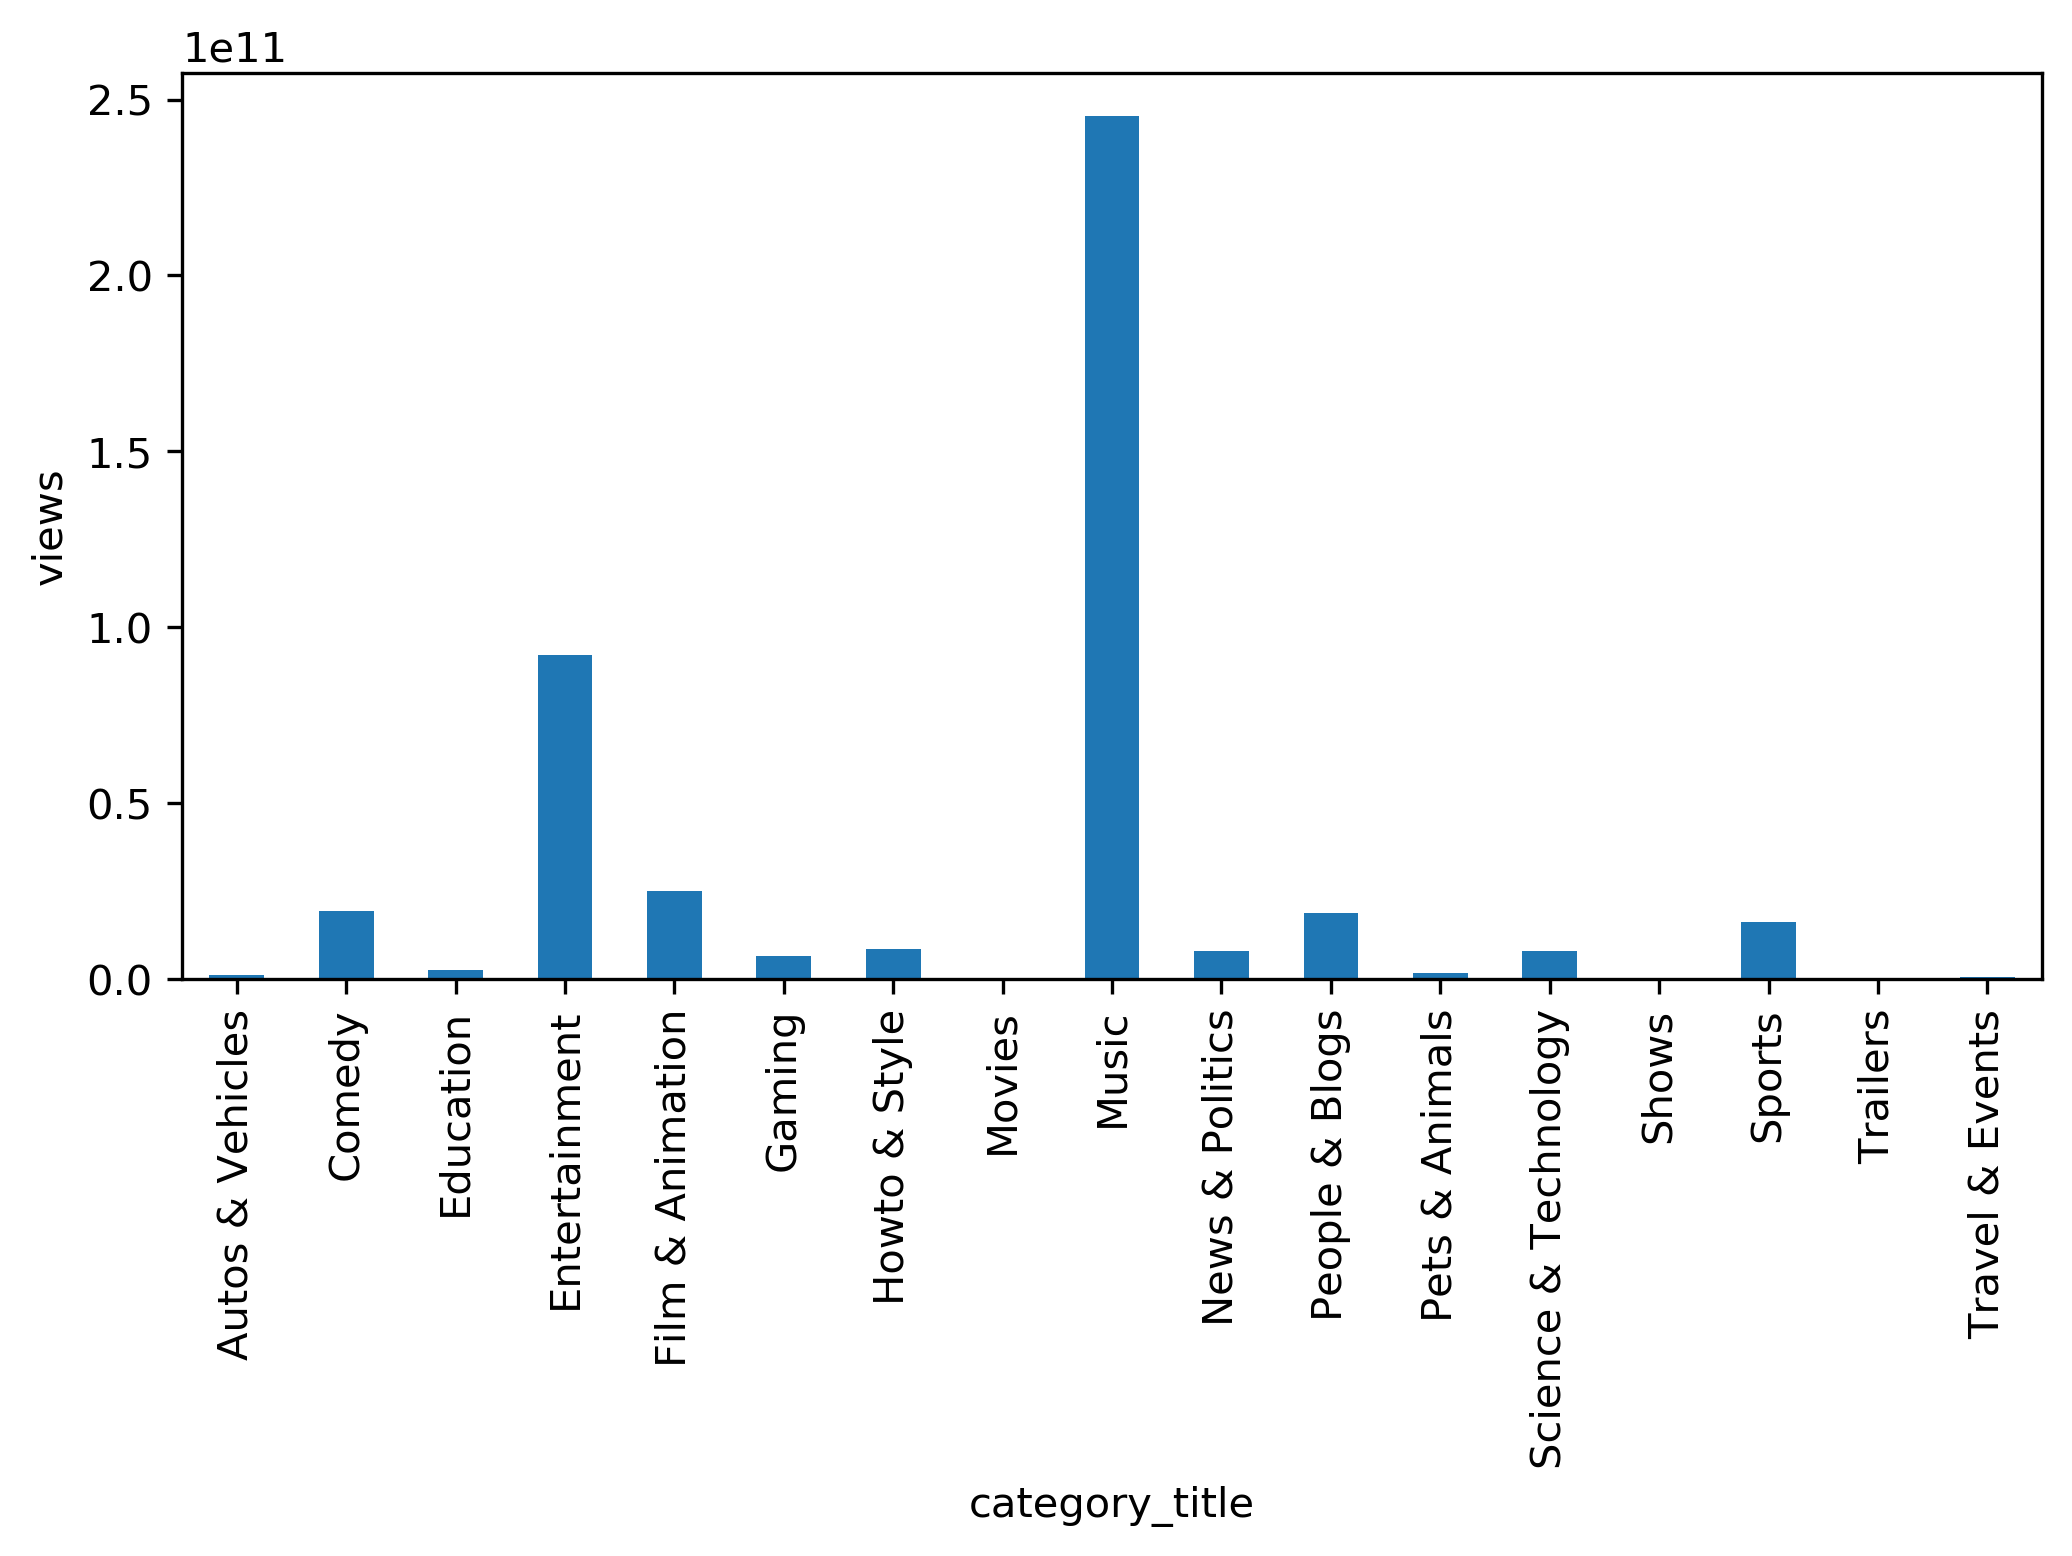 1e11
2.5
2.0
1.5
1.0
0.5
0.0
views
Autos & Vehicles
Comedy
Education
Entertainment
Film & Animation
Gaming
Howto & Style
Movies
Music
News & Politics
People & Blogs
Pets & Animals
Science & Technology
Shows
Sports
Trailers
Travel & Events
category_title